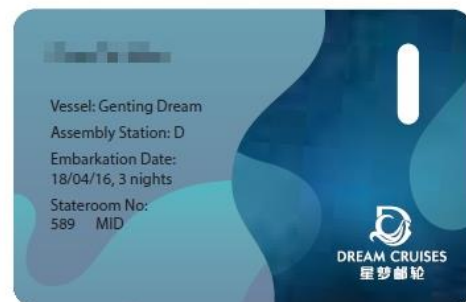 Vessel: Genting Dream
Assembly Station: D
Embarkation Date:
18/04/16, 3 nights
Stateroom No:
589 MID
DREAM CRUISES
星梦邮轮